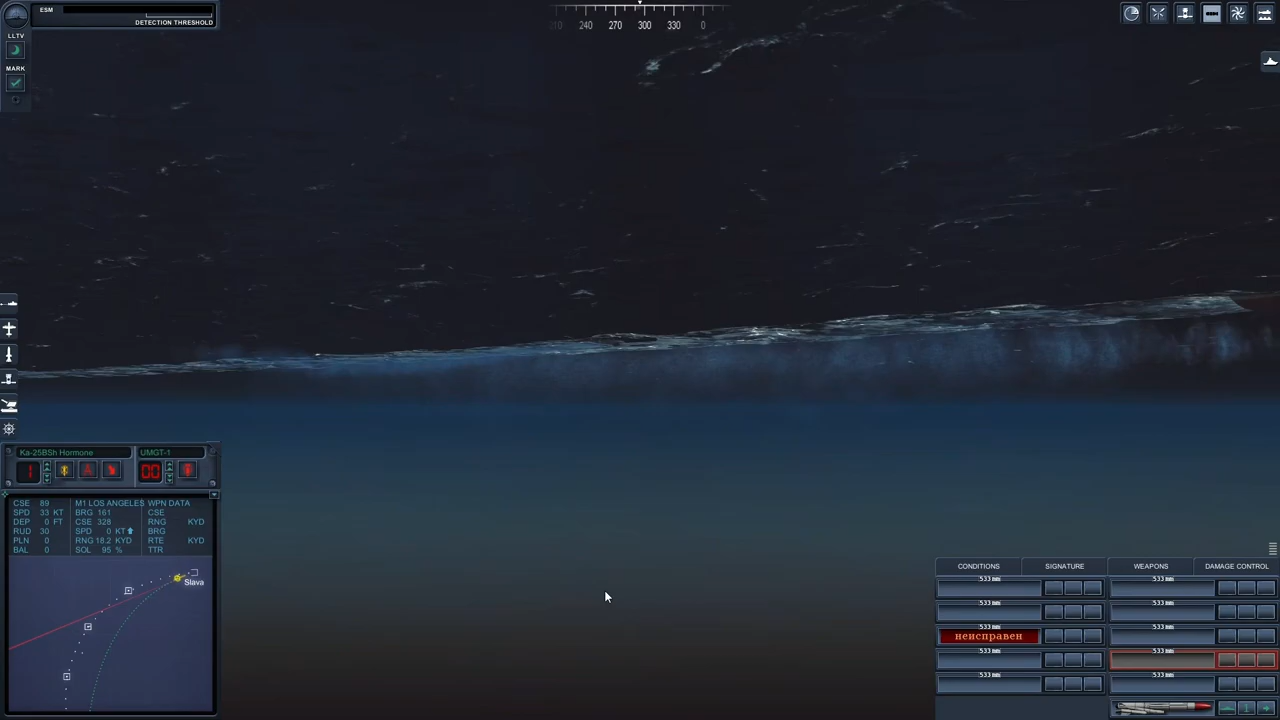 ESM
DETECTION THRESHOLD
240 270 300 330 0
LLTV
MARK
Ka-25BSh Hormone UMGT-1
1 00
CSE 89 M1 LOS ANGELES WPN DATA
SPD 33 KT BRG 161 CSE
DEP 0 FT CSE 328 RNG KYD
RUD 30 SPD 0 KT BRG
PLN 0 RNG 18.2 KYD RTE KYD
BAL 0 SOL 95 % TTR
Slava
CONDITIONS SIGNATURE WEAPONS DAMAGE CONTROL
533 mm 533 mm
533 mm 533 mm
533 mm 533 mm
неисправен
533 mm 533 mm
533 mm 533 mm
1